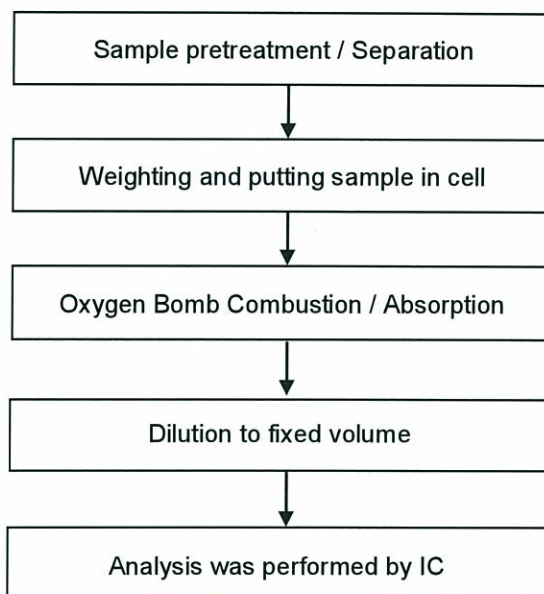 Sample pretreatment / Separation
Weighting and putting sample in cell
Oxygen Bomb Combustion / Absorption
Dilution to fixed volume
Analysis was performed by IC